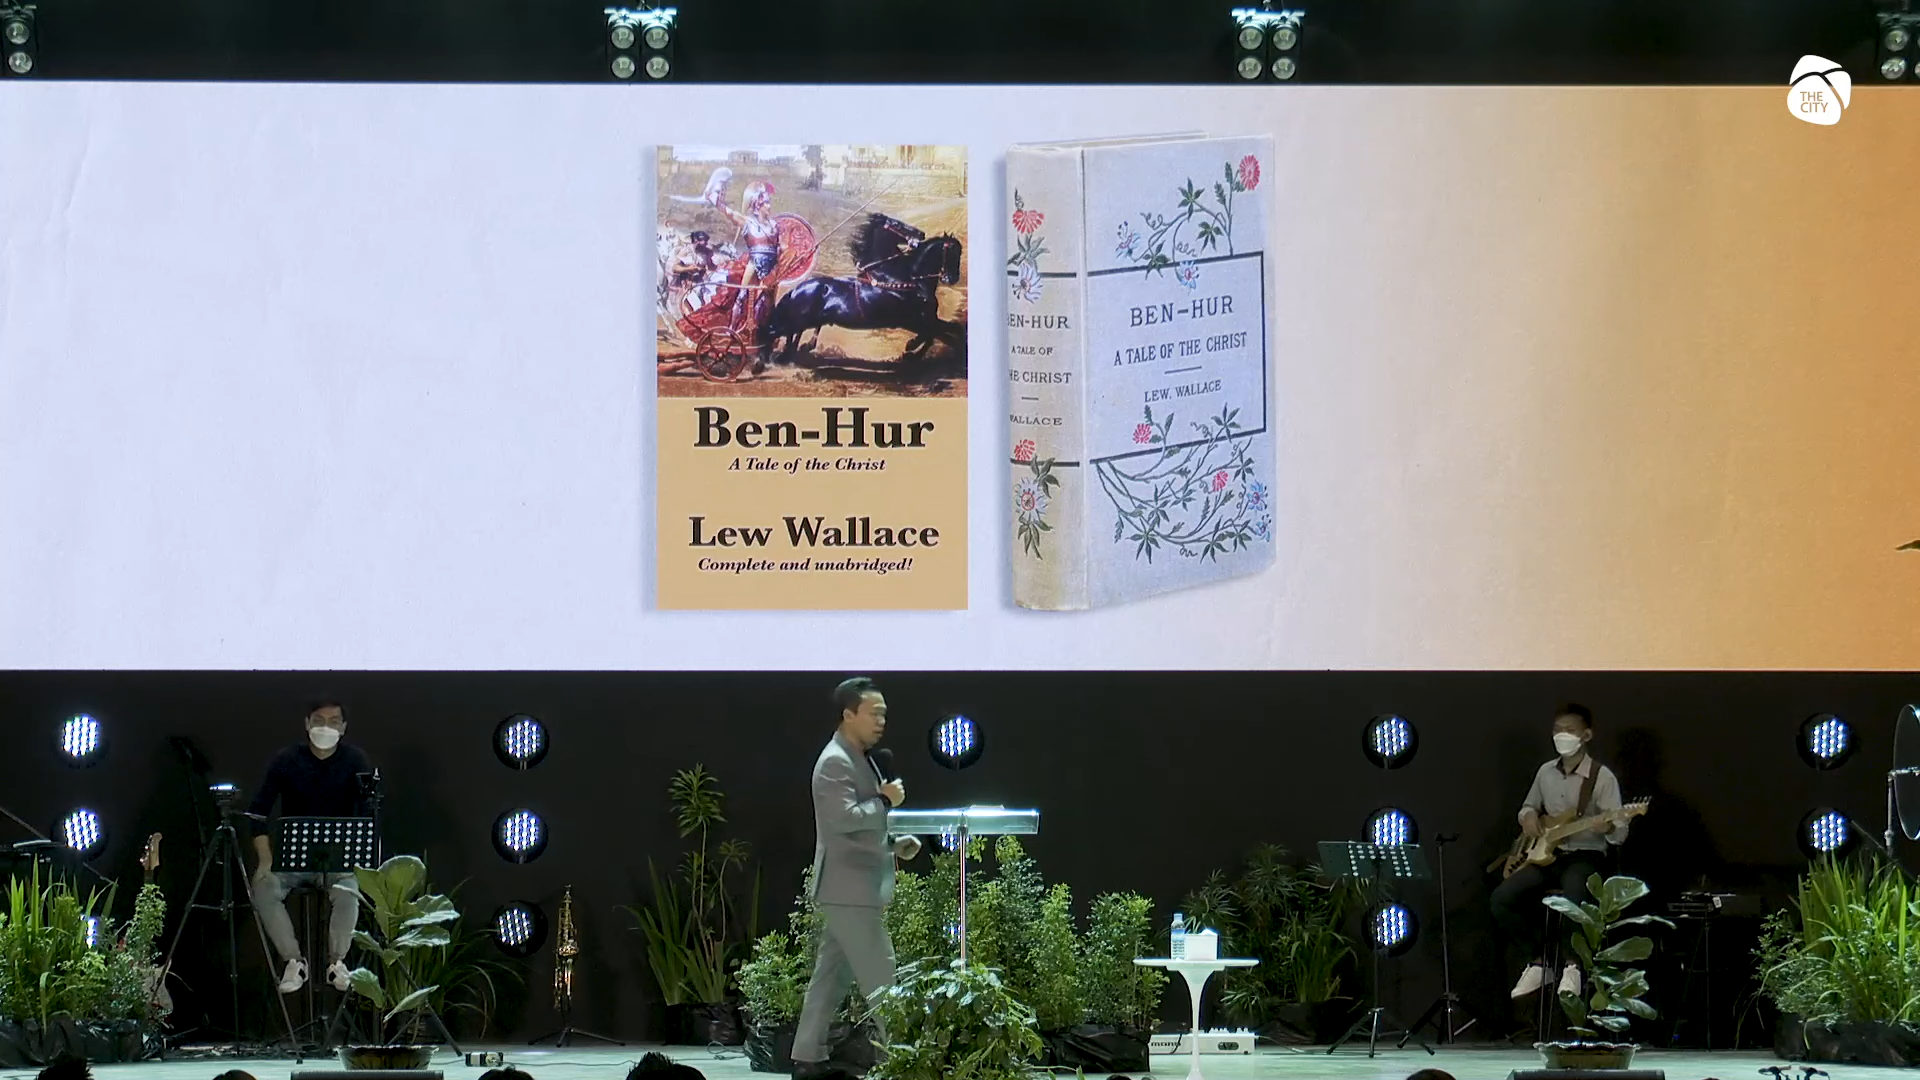 THE
CITY
Ben-Hur
A Tale of the Christ
Lew Wallace
Complete and unabridged!
EN-HUR
A TALE OF
HE CHRIST
WALLACE
BEN-HUR
A TALE OF THE CHRIST
LEW. WALLACE